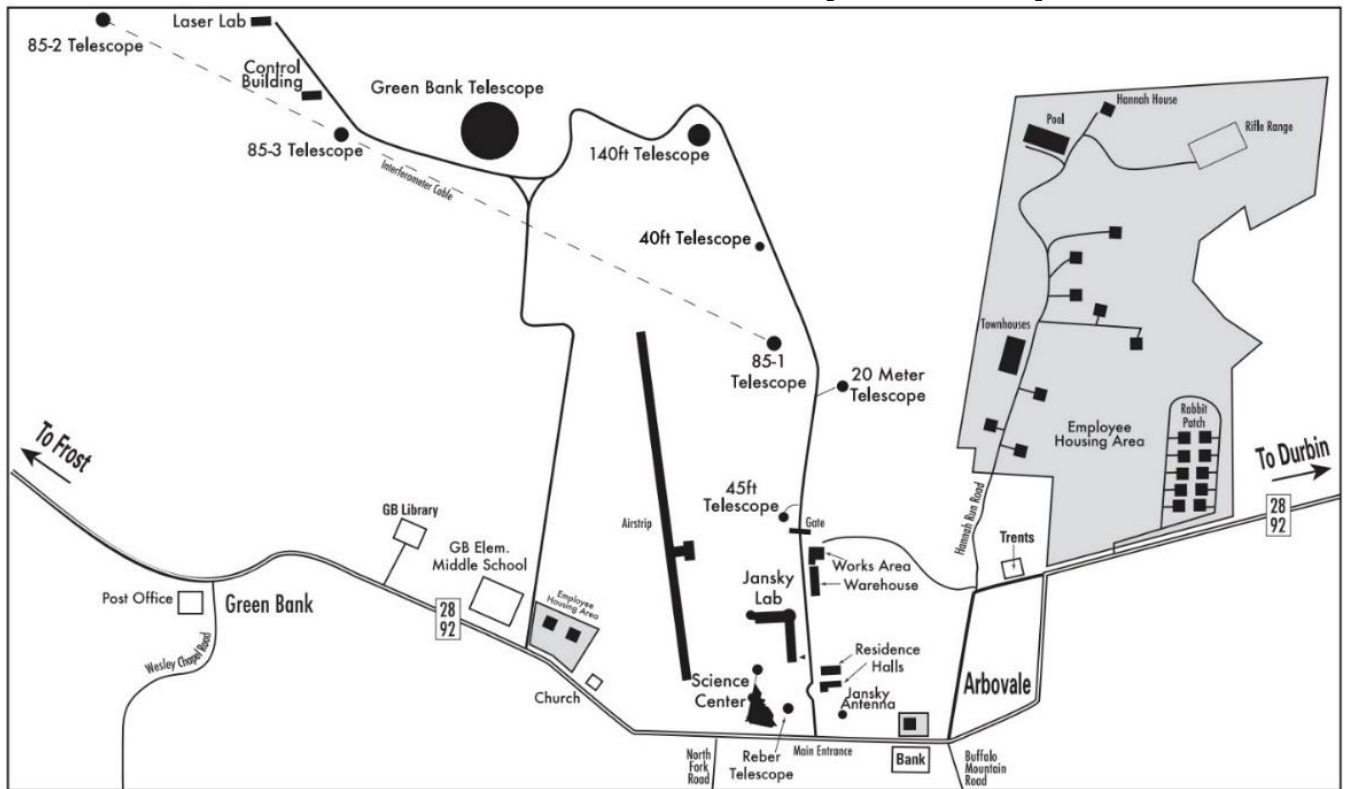 Laser Lab
85-2 Telescope
Control
Building
Green Bank Telescope
85-3 Telescope
Interferometer Cable
140ft Telescope
Hannah House
Pool
Rifle Range
40ft Telescope
Townhouses
85-1
Telescope
20 Meter
Telescope
Employee
Housing Area
Rabbit
Patch
To Frost
To Durbin
28
92
GB Library
Airstrip
45ft
Telescope
Gate
Hannah Run Road
Trents
GB Elem.
Middle School
Works Area
Warehouse
Jansky
Lab
Post Office
Green Bank
28
92
Employee
Housing Area
Wesley Chapel Road
Church
Residence
Halls
Science
Center
Jansky
Antenna
Arbovale
Main Entrance
North
Fork
Road
Reber
Telescope
Bank
Buffalo
Mountain
Road